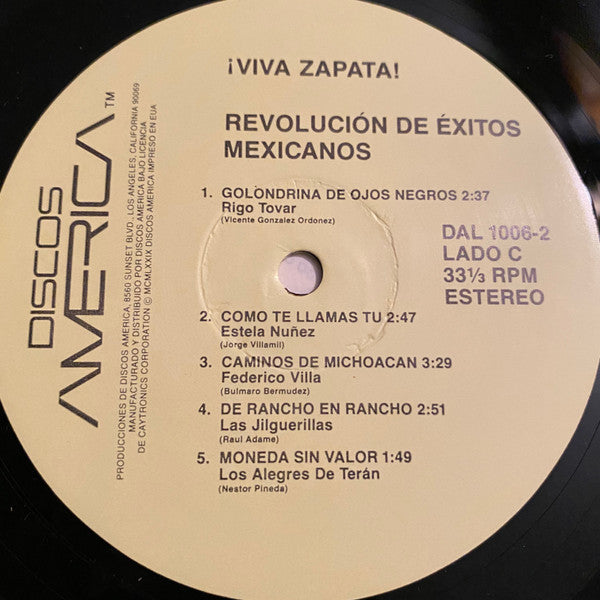 ¡VIVA ZAPATA!
REVOLUCIÓN DE ÉXITOS
MEXICANOS
1. GOLONDRINA DE OJOS NEGROS 2:37
Rigo Tovar
(Vicente Gonzalez Ordonez)
DAL 1006-2
LADO C
33⅓ RPM
ESTEREO
2. COMO TE LLAMAS TU 2:47
Estela Nuñez
(Jorge Villamil)
3. CAMINOS DE MICHOACAN 3:29
Federico Villa
(Bulmaro Bermudez)
4. DE RANCHO EN RANCHO 2:51
Las Jilguerillas
(Raul Adame)
5. MONEDA SIN VALOR 1:49
Los Alegres De Terán
(Nestor Pineda)
DISCOS
AMERICA™
PRODUCCIONES DE DISCOS AMERICA, 8560 SUNSET BLVD., LOS ANGELES, CALIFORNIA 90069
MANUFACTURADO Y DISTRIBUIDO POR DISCOS AMERICA BAJO LICENCIA
DE CAYTRONICS CORPORATION © MCMLXXIX DISCOS AMERICA IMPRESO EN EUA